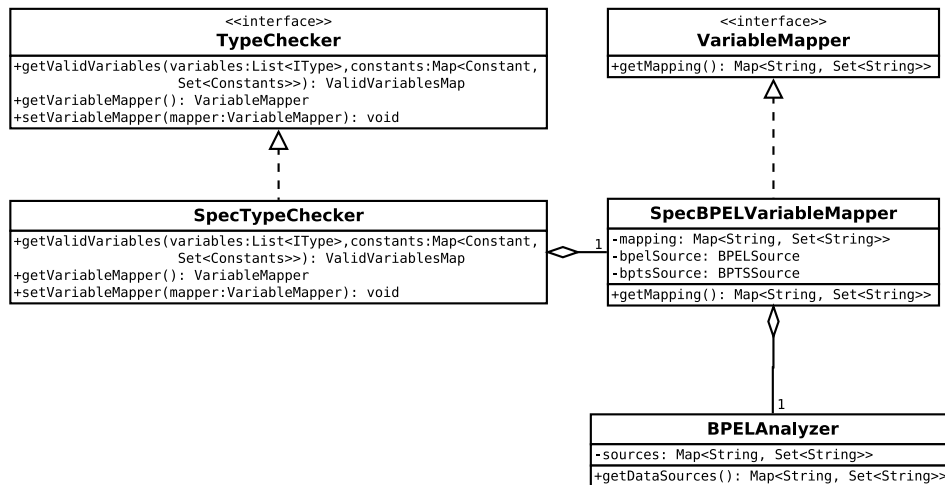 <<interface>>
TypeChecker
+getValidVariables(variables:List<IType>,constants:Map<Constant,
Set<Constants>>): ValidVariablesMap
+getVariableMapper(): VariableMapper
+setVariableMapper(mapper:VariableMapper): void
<<interface>>
VariableMapper
+getMapping(): Map<String, Set<String>>
SpecTypeChecker
+getValidVariables(variables:List<IType>,constants:Map<Constant,
Set<Constants>>): ValidVariablesMap
+getVariableMapper(): VariableMapper
+setVariableMapper(mapper:VariableMapper): void
1
SpecBPELVariableMapper
-mapping: Map<String, Set<String>>
-bpelSource: BPELSource
-bptsSource: BPTSSource
+getMapping(): Map<String, Set<String>>
1
BPELAnalyzer
-sources: Map<String, Set<String>>
+getDataSources(): Map<String, Set<String>>